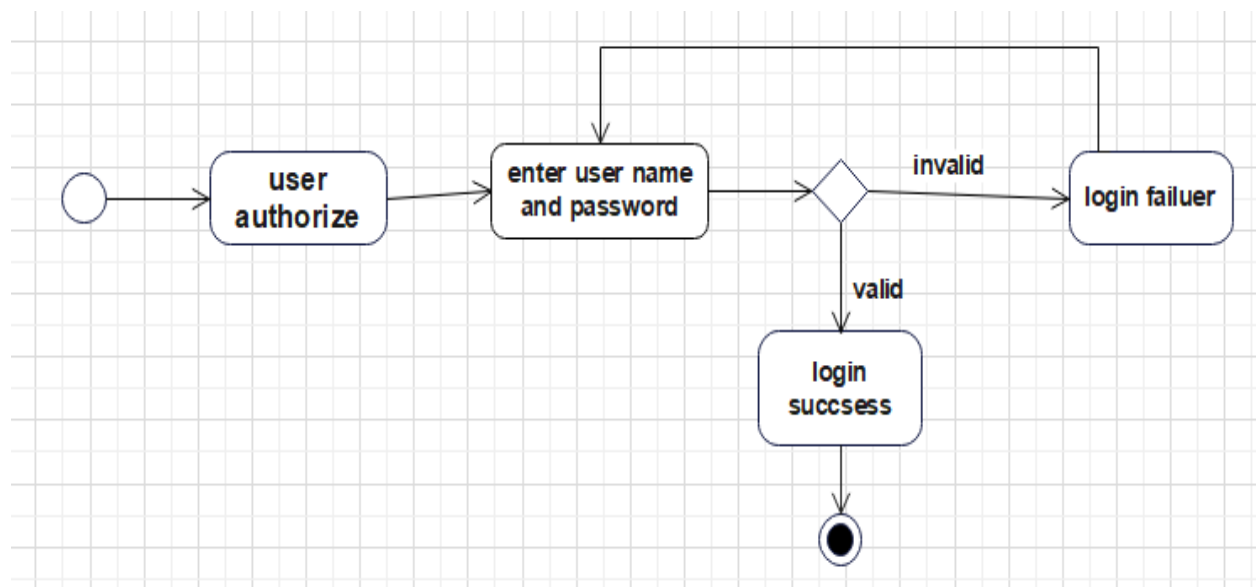 user
authorize
enter user name
and password
invalid
login failuer
valid
login
succsess